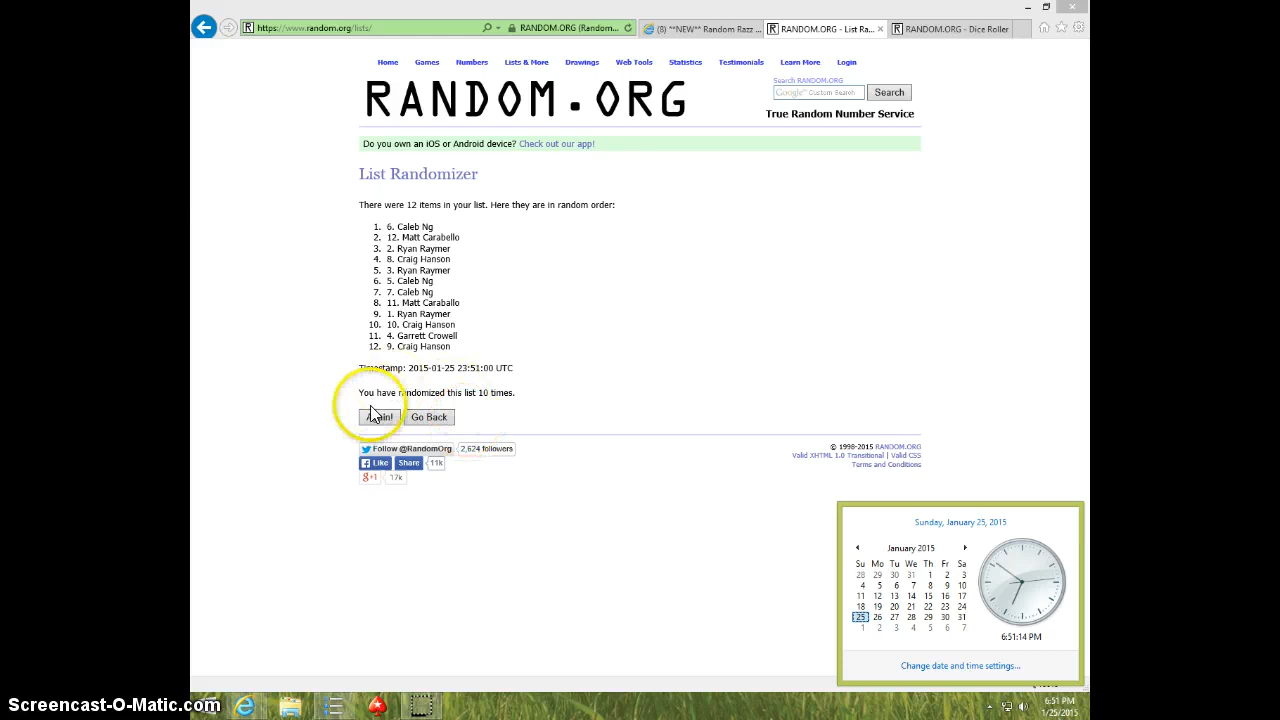 https://www.random.org/lists/
RANDOM.ORG (Random...
(8) **NEW** Random Razz ...
RANDOM.ORG - List Ra...
RANDOM.ORG - Dice Roller
Home Games Numbers Lists & More Drawings Web Tools Statistics Testimonials Learn More Login
RANDOM.ORG
Search RANDOM.ORG
Google™ Custom Search
Search
True Random Number Service
Do you own an iOS or Android device? Check out our app!
List Randomizer
There were 12 items in your list. Here they are in random order:
1. 6. Caleb Ng
2. 12. Matt Carabello
3. 2. Ryan Raymer
4. 8. Craig Hanson
5. 3. Ryan Raymer
6. 5. Caleb Ng
7. 7. Caleb Ng
8. 11. Matt Caraballo
9. 1. Ryan Raymer
10. 10. Craig Hanson
11. 4. Garrett Crowell
12. 9. Craig Hanson
Timestamp: 2015-01-25 23:51:00 UTC
You have randomized this list 10 times.
Again! Go Back
Follow @RandomOrg 2,624 followers
Like Share 11k
g+1 17k
© 1998-2015 RANDOM.ORG
Valid XHTML 1.0 Transitional | Valid CSS
Terms and Conditions
Sunday, January 25, 2015
January 2015
Su Mo Tu We Th Fr Sa
28 29 30 31 1 2 3
4 5 6 7 8 9 10
11 12 13 14 15 16 17
18 19 20 21 22 23 24
25 26 27 28 29 30 31
1 2 3 4 5 6 7
6:51:14 PM
Change date and time settings...
Screencast-O-Matic.com
6:51 PM
1/25/2015